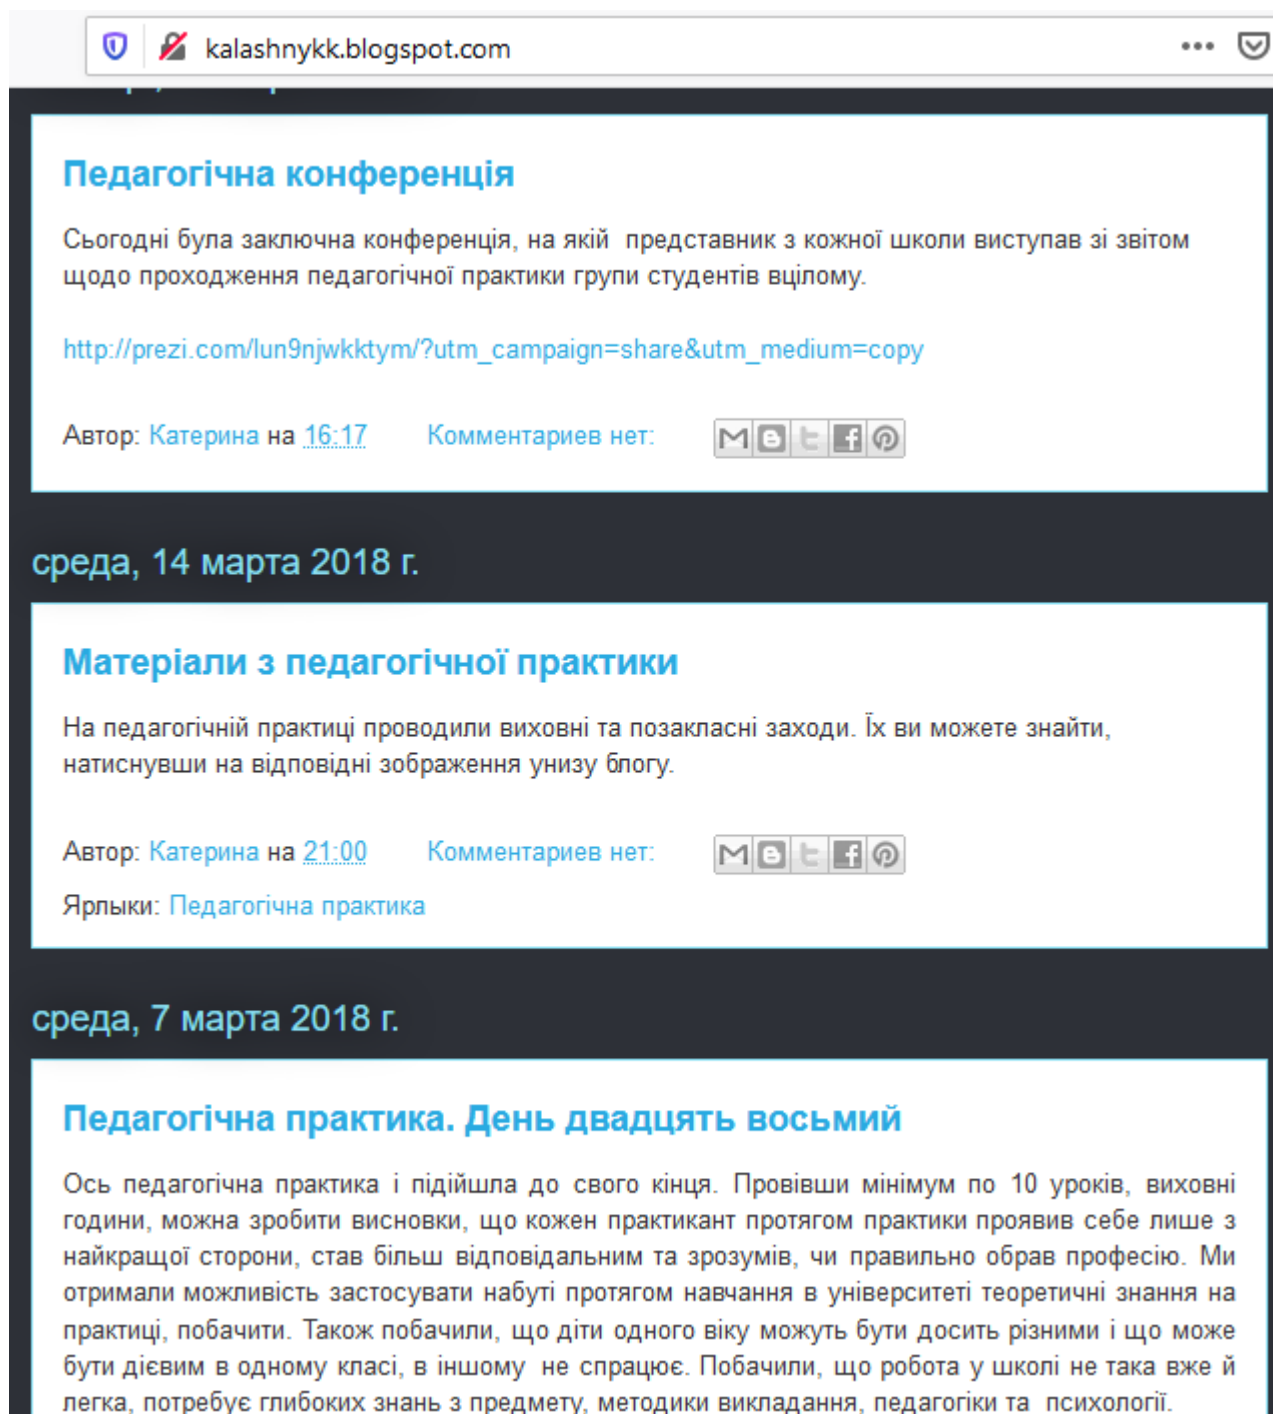 kalashnykk.blogspot.com
Педагогічна конференція
Сьогодні була заключна конференція, на якій представник з кожної школи виступав зі звітом
щодо проходження педагогічної практики групи студентів вцілому.
http://prezi.com/lun9njwkktym/?utm_campaign=share&utm_medium=copy
Автор: Катерина на 16:17 Комментариев нет:
среда, 14 марта 2018 г.
Матеріали з педагогічної практики
На педагогічній практиці проводили виховні та позакласні заходи. Їх ви можете знайти,
натиснувши на відповідні зображення унизу блогу.
Автор: Катерина на 21:00 Комментариев нет:
Ярлыки: Педагогічна практика
среда, 7 марта 2018 г.
Педагогічна практика. День двадцять восьмий
Ось педагогічна практика і підійшла до свого кінця. Провівши мінімум по 10 уроків, виховні
години, можна зробити висновки, що кожен практикант протягом практики проявив себе лише з
найкращої сторони, став більш відповідальним та зрозумів, чи правильно обрав професію. Ми
отримали можливість застосувати набуті протягом навчання в університеті теоретичні знання на
практиці, побачити. Також побачили, що діти одного віку можуть бути досить різними і що може
бути дієвим в одному класі, в іншому не спрацює. Побачили, що робота у школі не така вже й
легка, потребує глибоких знань з предмету, методики викладання, педагогіки та психології.